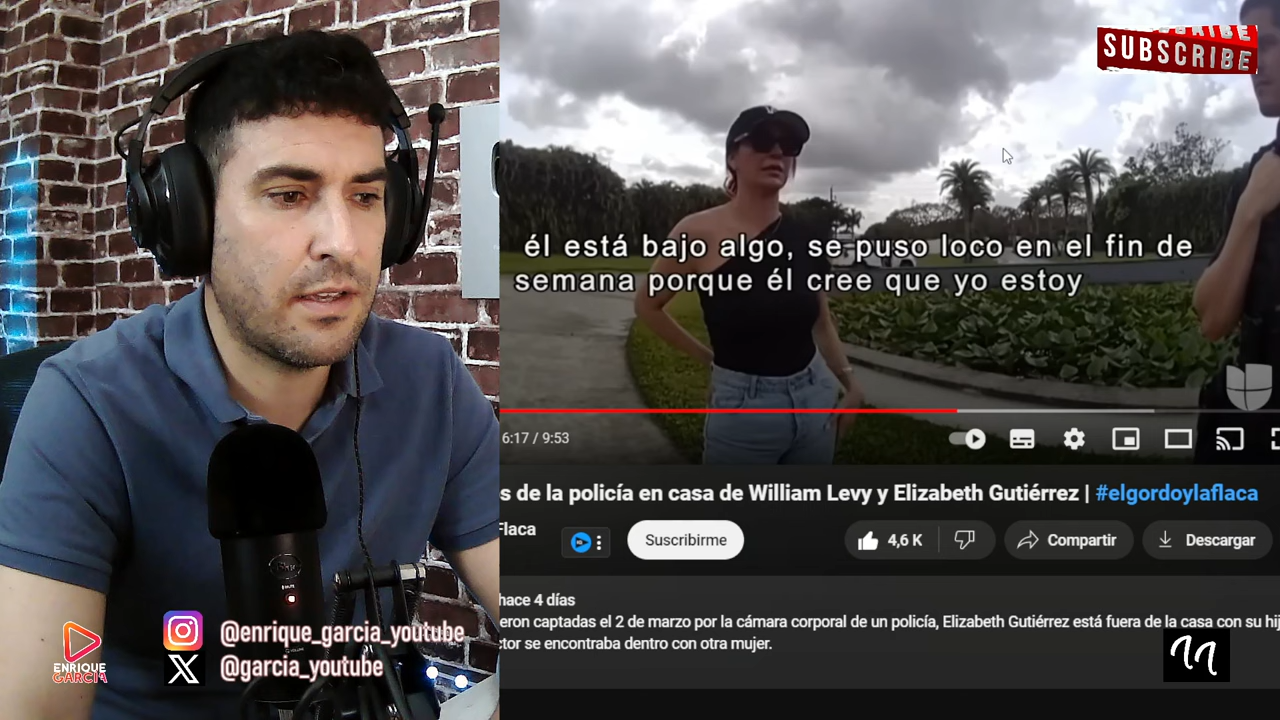 SUBSCRIBE
él está bajo algo, se puso loco en el fin de
semana porque él cree que yo estoy
6:17 / 9:53
s de la policía en casa de William Levy y Elizabeth Gutiérrez | #elgordoylaflaca
Flaca
Suscribirme
4,6 K
Compartir
Descargar
hace 4 días
eron captadas el 2 de marzo por la cámara corporal de un policía, Elizabeth Gutiérrez está fuera de la casa con su hij
ctor se encontraba dentro con otra mujer.
@enrique_garcia_youtube
@garcia_youtube
ENRIQUE
GARCIA